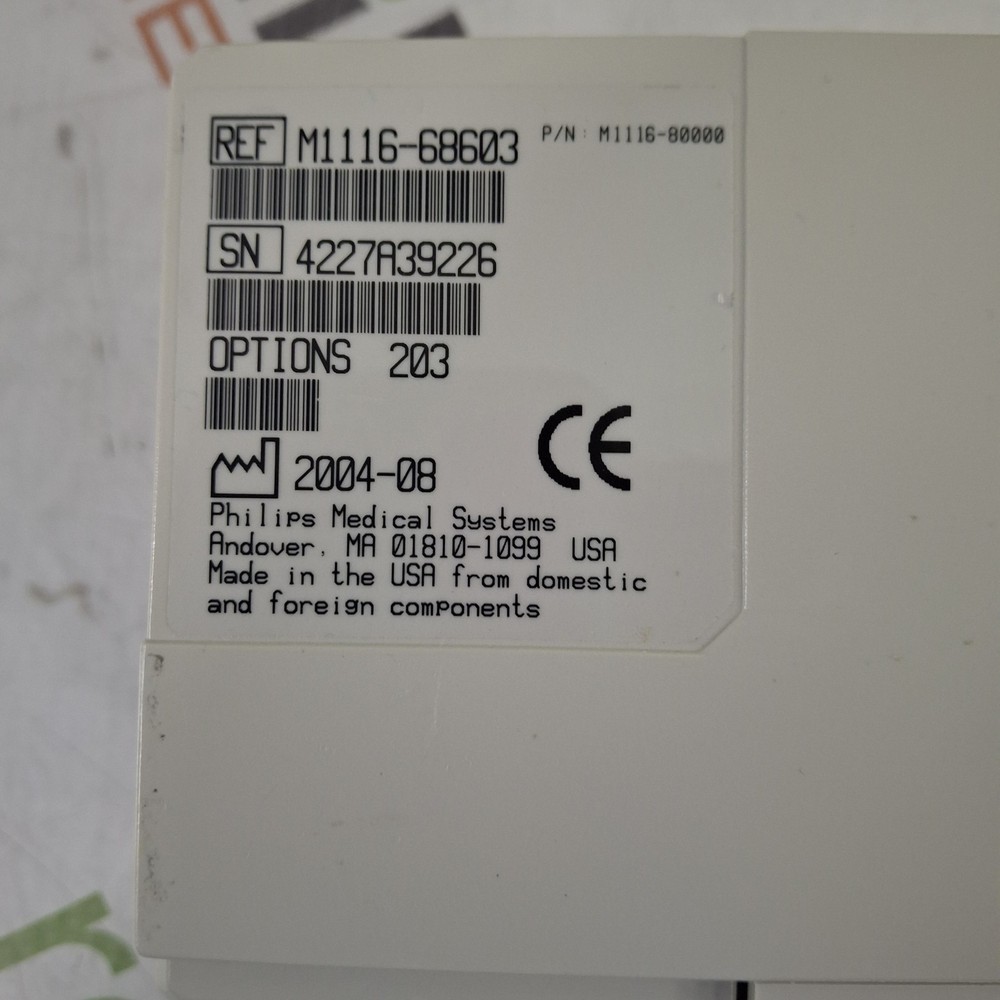 REF M1116-68603 P/N: M1116-80000
SN 4227A39226
OPTIONS 203
2004-08
CE
Philips Medical Systems
Andover, MA 01810-1099 USA
Made in the USA from domestic
and foreign components